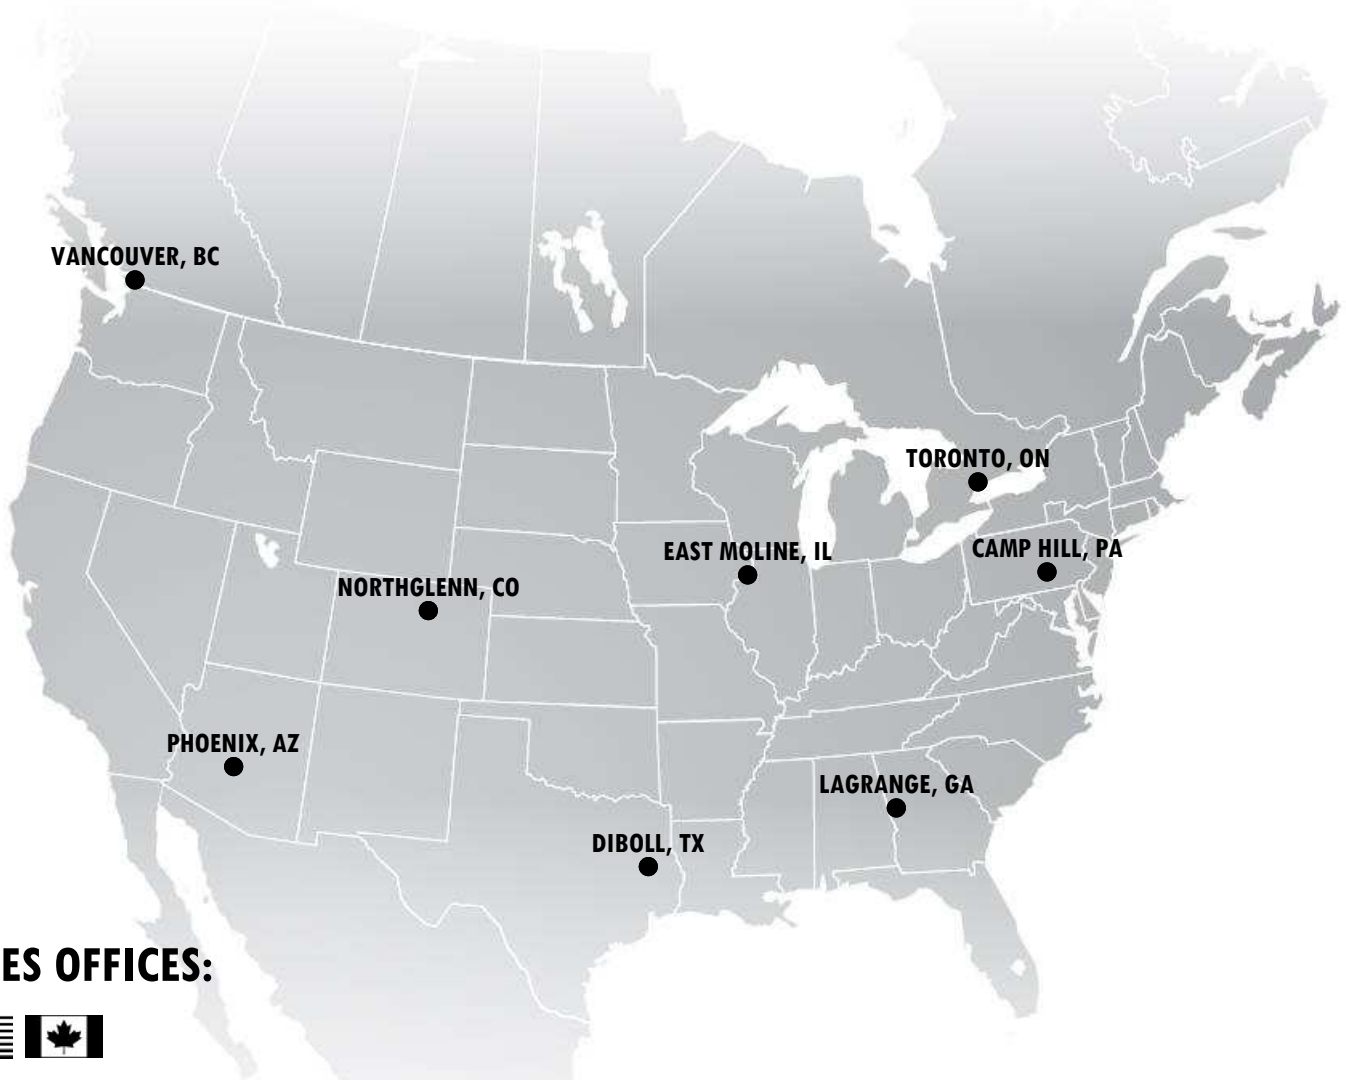 VANCOUVER, BC
TORONTO, ON
EAST MOLINE, IL
CAMP HILL, PA
NORTHGLENN, CO
PHOENIX, AZ
LAGRANGE, GA
DIBOLL, TX
ES OFFICES: